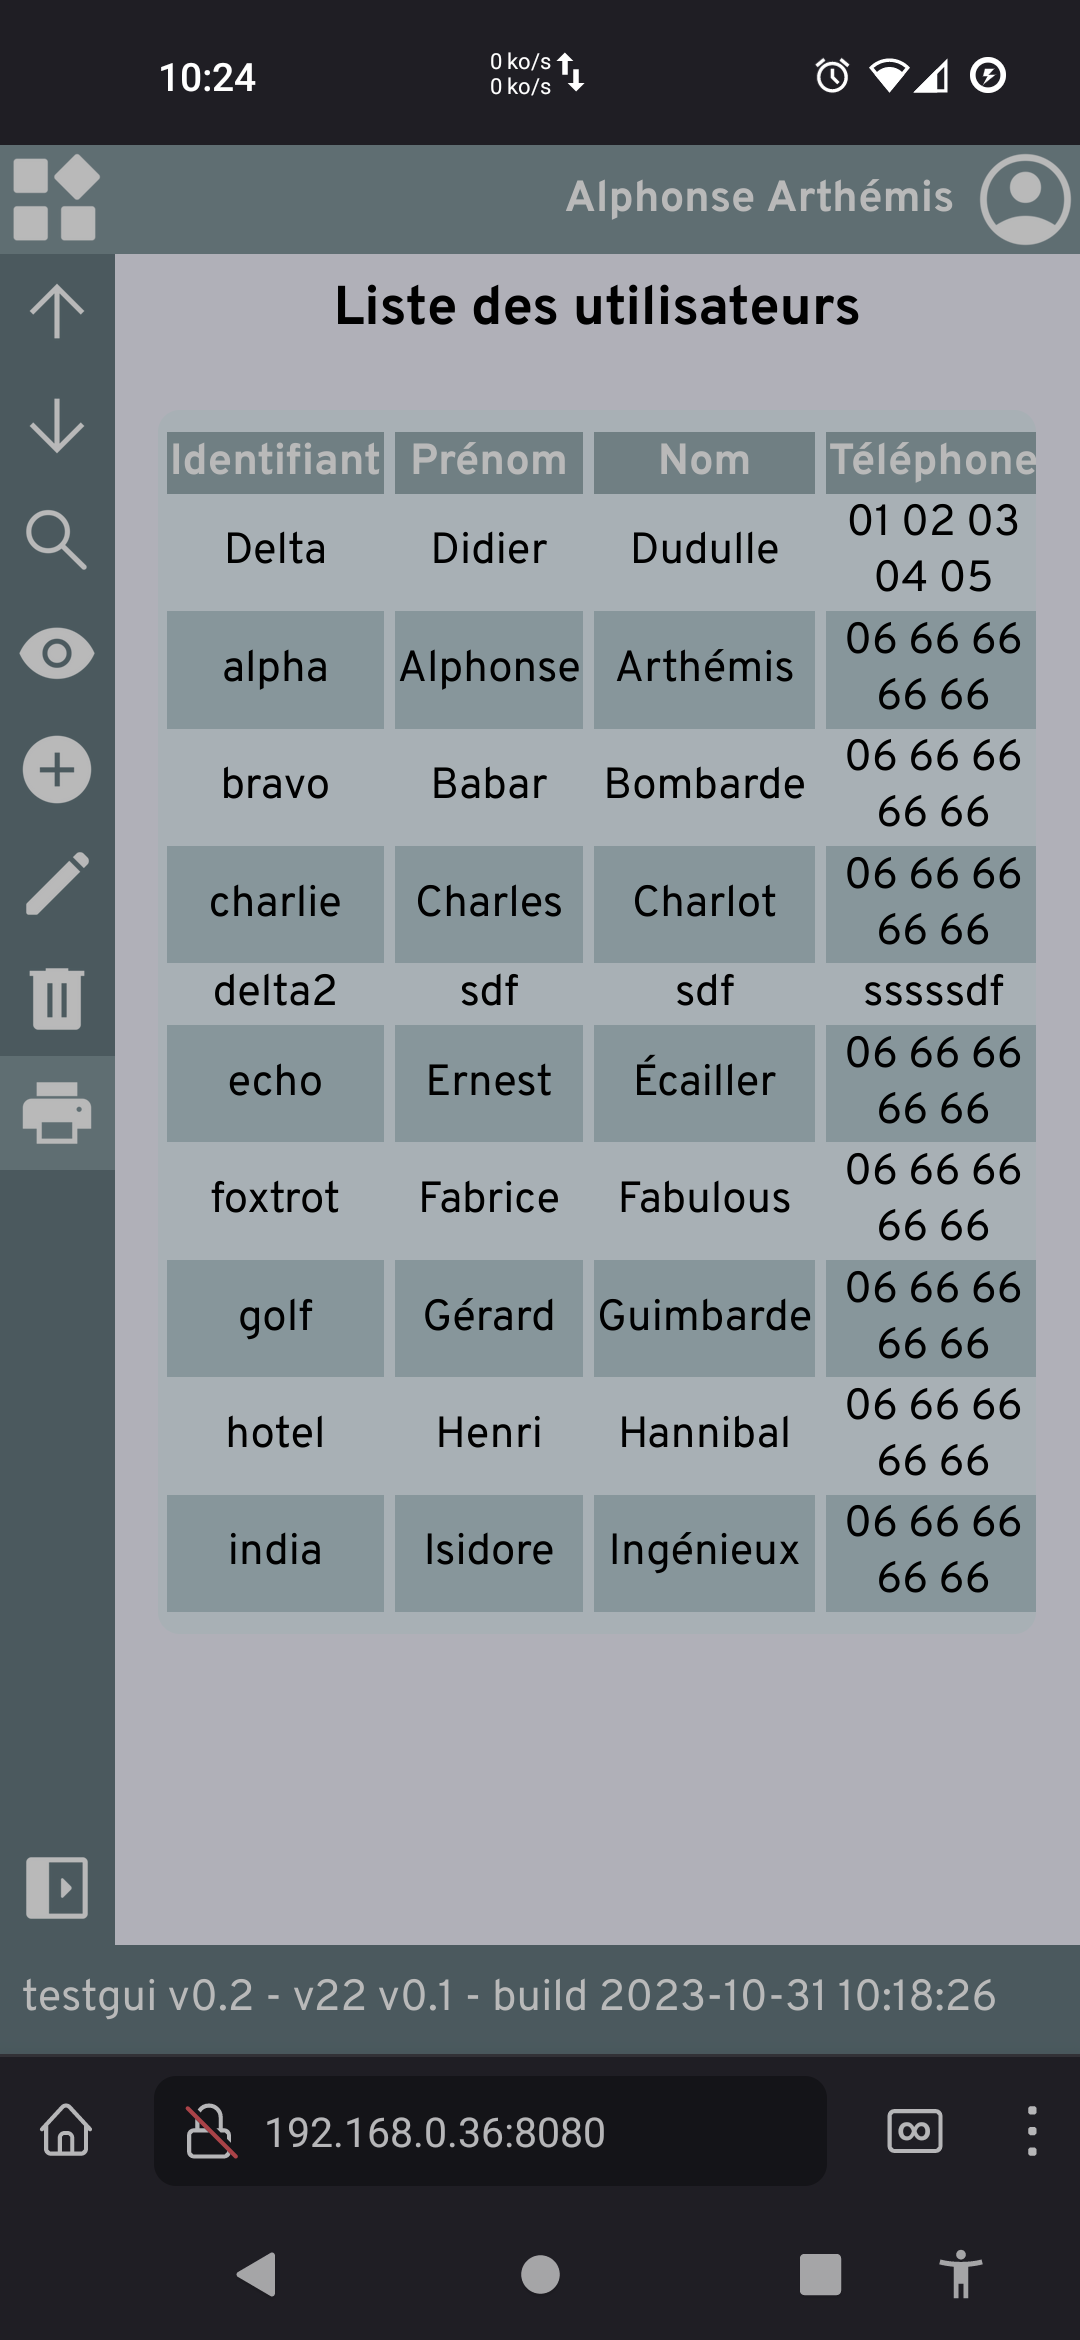 10:24
0 ko/s
0 ko/s
Alphonse Arthémis
Liste des utilisateurs
Identifiant Prénom Nom Téléphone
Delta Didier Dudulle 01 02 03
04 05
alpha Alphonse Arthémis 06 66 66
66 66
bravo Babar Bombarde 06 66 66
66 66
charlie Charles Charlot 06 66 66
66 66
delta2 sdf sdf sssssdf
echo Ernest Écailler 06 66 66
66 66
foxtrot Fabrice Fabulous 06 66 66
66 66
golf Gérard Guimbarde 06 66 66
66 66
hotel Henri Hannibal 06 66 66
66 66
india Isidore Ingénieux 06 66 66
66 66
testgui v0.2 - v22 v0.1 - build 2023-10-31 10:18:26
192.168.0.36:8080